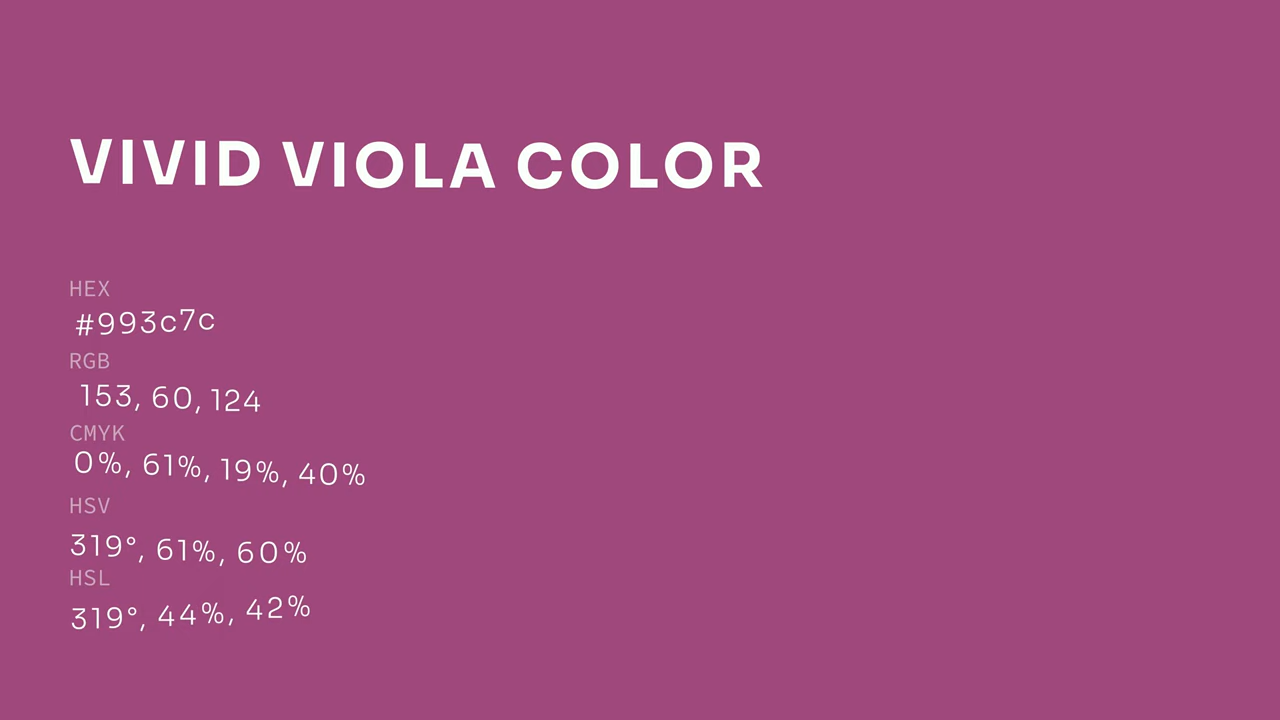 VIVID VIOLA COLOR
HEX
#993c7c
RGB
153, 60, 124
CMYK
0%, 61%, 19%, 40%
HSV
319°, 61%, 60%
HSL
319°, 44%, 42%